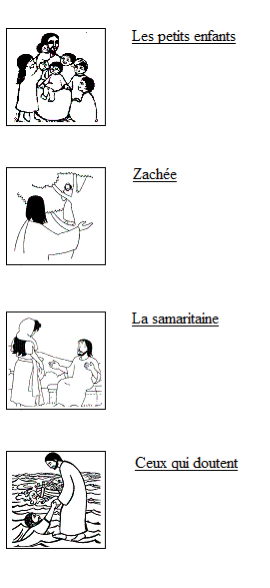 Les petits enfants
Zachée
La samaritaine
Ceux qui doutent